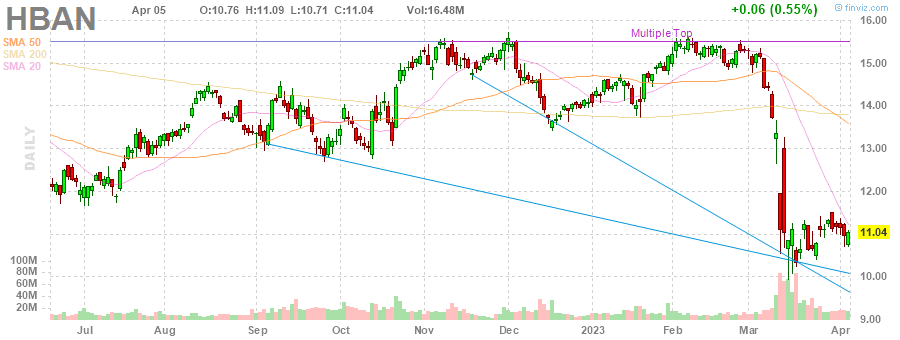 HBAN Apr 05 O:10.76 H:11.09 L:10.71 C:11.04 Vol:16.48M +0.06 (0.55%) © finviz.com
SMA 50
SMA 200
SMA 20
DAILY
Multiple Top
16.00
15.00
14.00
13.00
12.00
11.04
10.00
9.00
100M
80M
60M
40M
20M
Jul Aug Sep Oct Nov Dec 2023 Feb Mar Apr